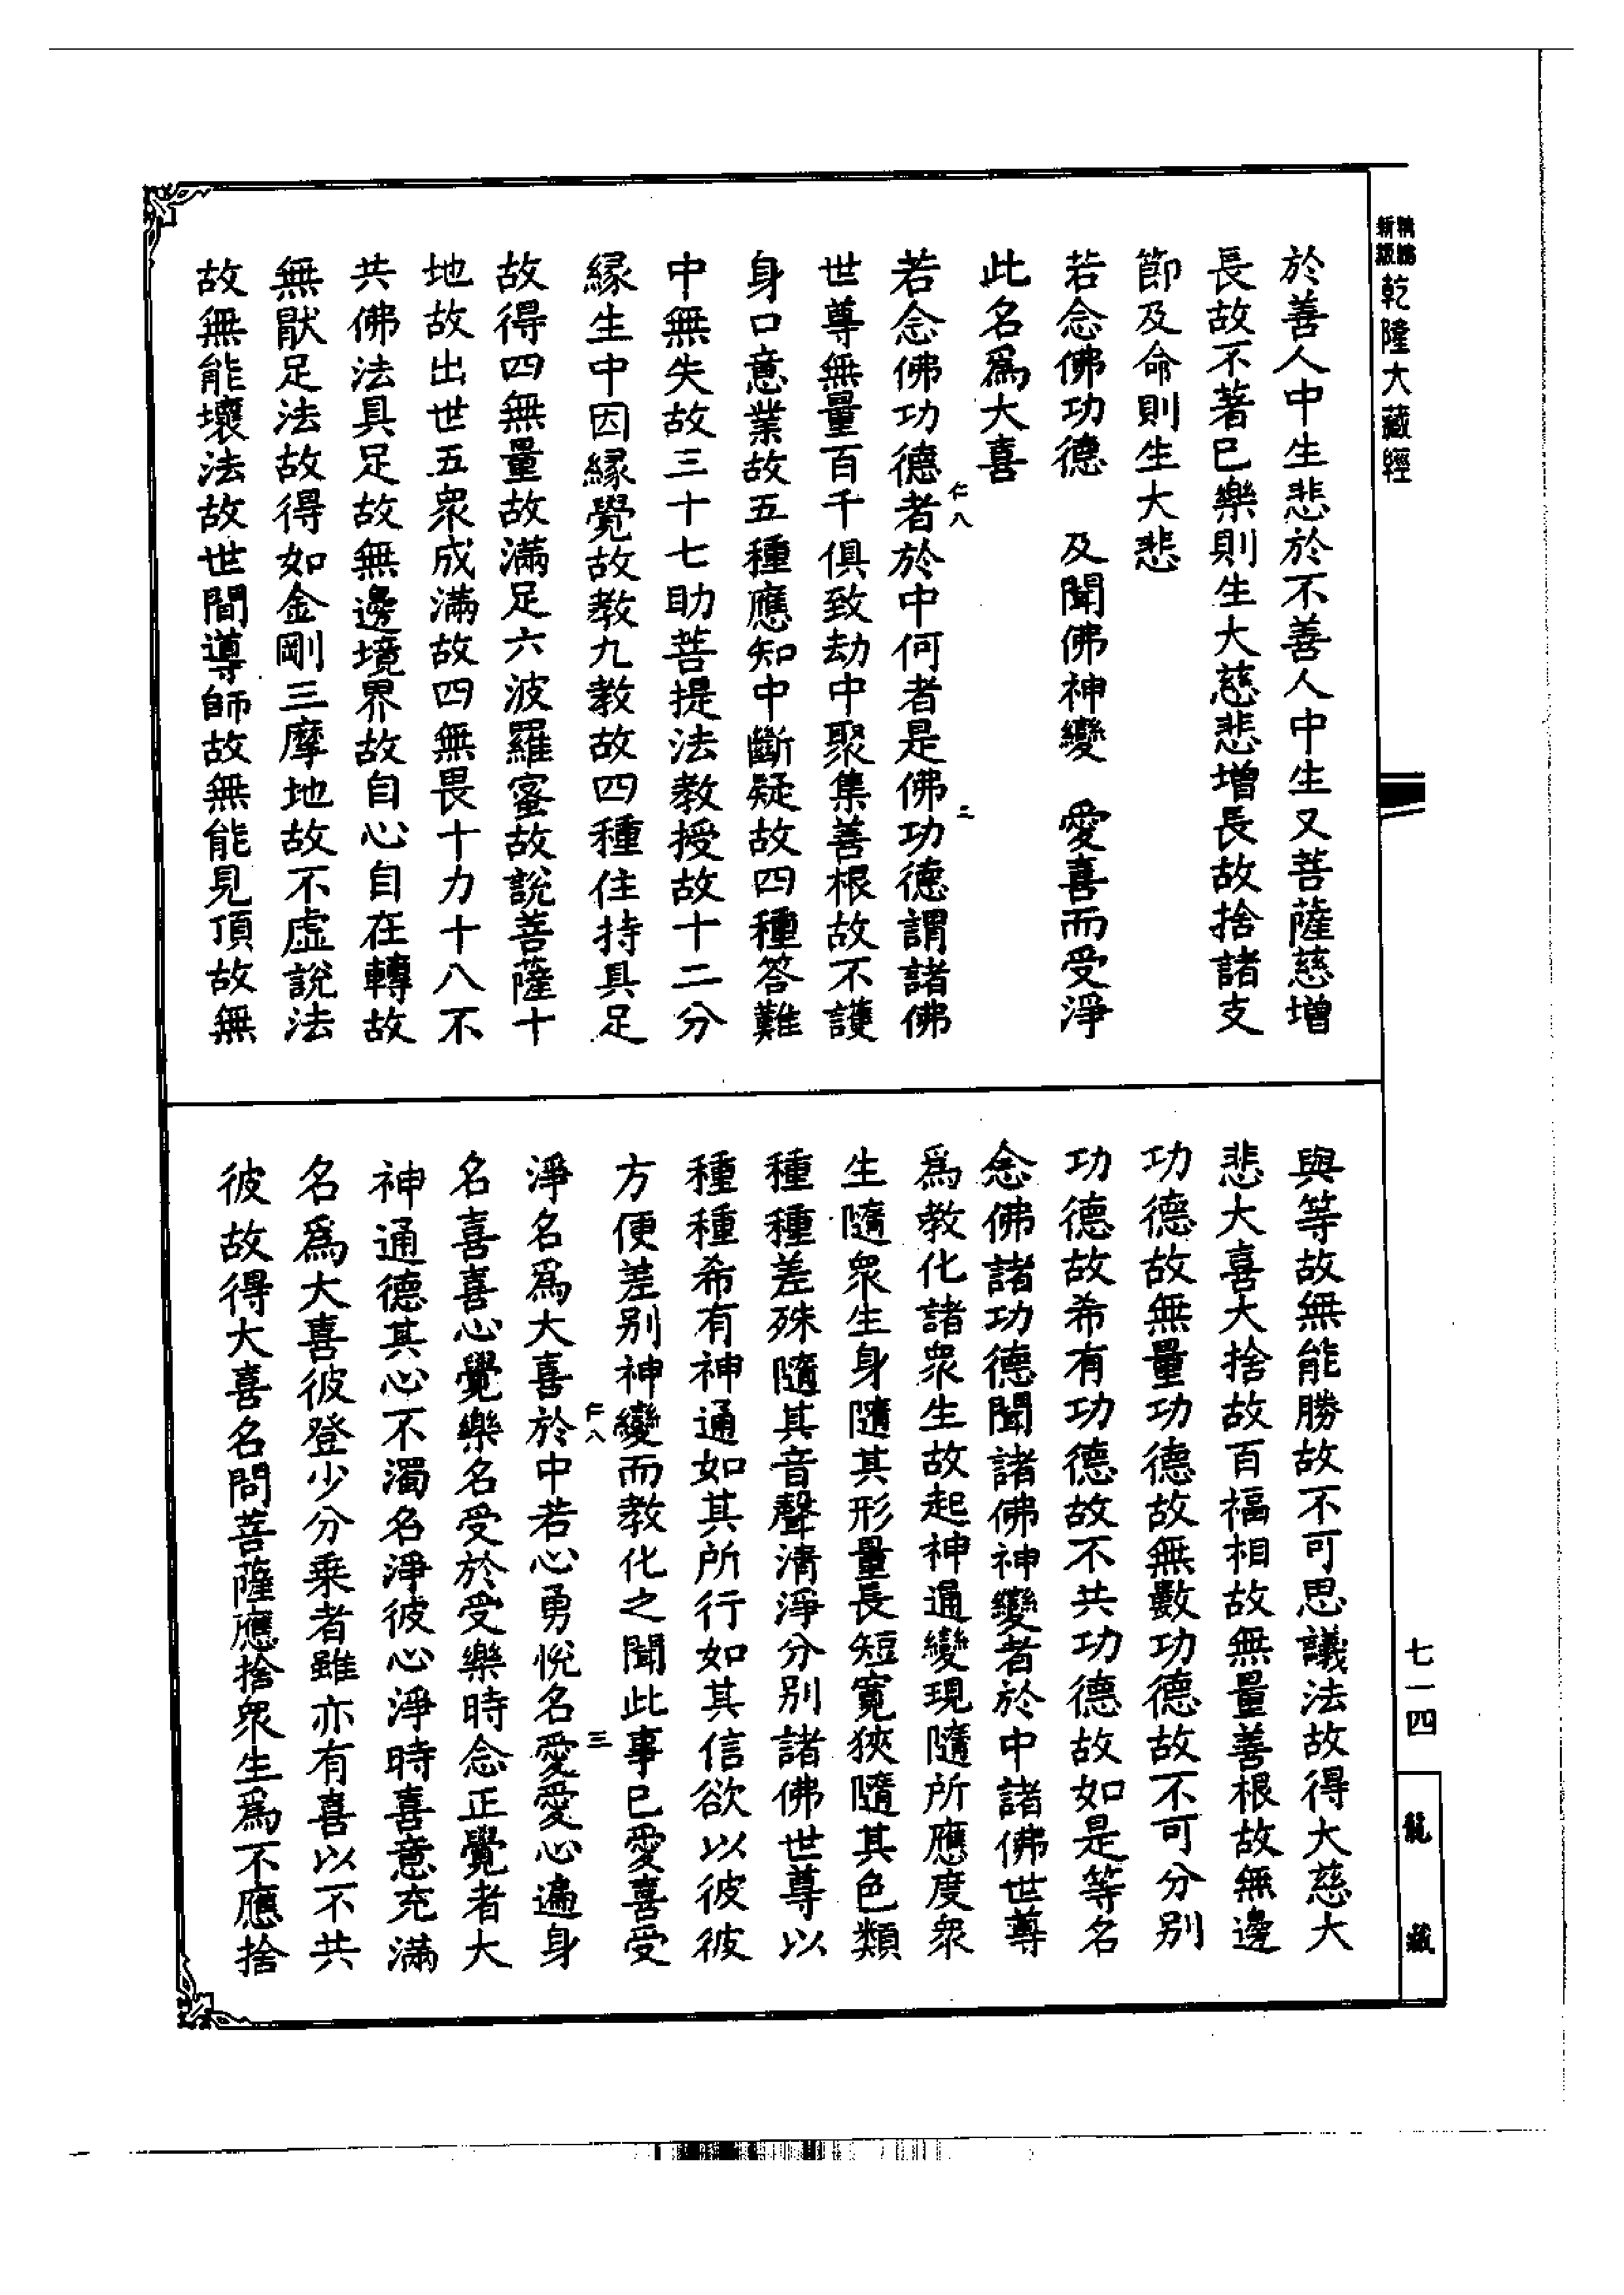 新編縮版乾隆大藏經
於善人中生悲於不善人中生又菩薩慈增
長故不著已樂則生大慈悲增長故捨諸支
節及命則生大悲
若念佛功德　及聞佛神變　愛喜而受淨
此名爲大喜
若念佛功德者於中何者是佛功德謂諸佛
仁八
二
世尊無量百千俱致劫中聚集善根故不護
身口意業故五種應知中斷疑故四種答難
中無失故三十七助菩提法教授故十二分
緣生中因緣覺故教九教故四種住持具足
故得四無量故滿足六波羅蜜故說菩薩十
地故出世五衆成滿故四無畏十力十八不
共佛法具足故無邊境界故自心自在轉故
無猒足法故得如金剛三摩地故不虛說法
故無能壞法故世間導師故無能見頂故無
與等故無能勝故不可思議法故得大慈大
悲大喜大捨故百福相故無量善根故無邊
功德故無量功德故無數功德故不可分別
功德故希有功德故不共功德故如是等名
念佛諸功德聞諸佛神變者於中諸佛世尊
爲教化諸衆生故起神通變現隨所應度衆
生隨衆生身隨其形量長短寬狹隨其色類
種種差殊隨其音聲清淨分別諸佛世尊以
種種希有神通如其所行如其信欲以彼彼
方便差別神變而教化之聞此事已愛喜受
仁八
三
淨名爲大喜於中若心勇悅名愛愛心遍身
名喜喜心覺樂名受於受樂時念正覺者大
神通德其心不濁名淨彼心淨時喜意充滿
名爲大喜彼登少分乘者雖亦有喜以不共
彼故得大喜名問菩薩應捨衆生爲不應捨
七一四
龍藏